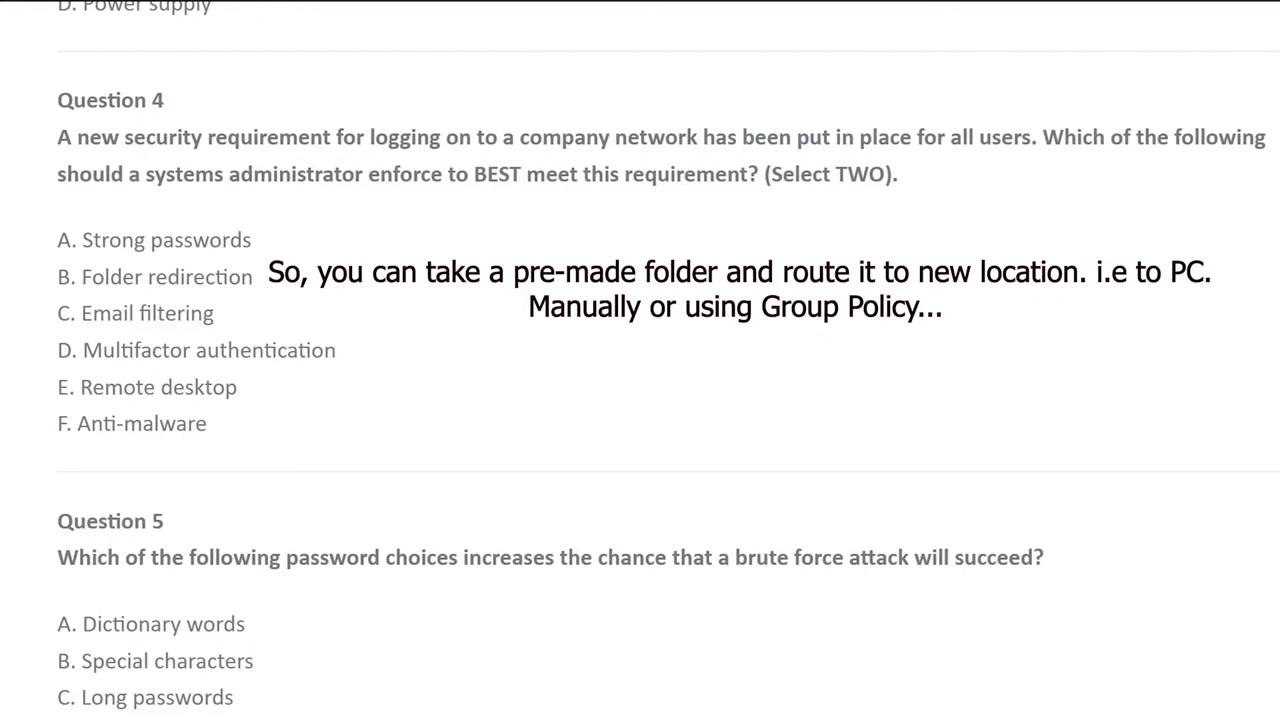 D. Power supply
Question 4
A new security requirement for logging on to a company network has been put in place for all users. Which of the following
should a systems administrator enforce to BEST meet this requirement? (Select TWO).
A. Strong passwords
B. Folder redirection
So, you can take a pre-made folder and route it to new location. i.e to PC.
Manually or using Group Policy...
C. Email filtering
D. Multifactor authentication
E. Remote desktop
F. Anti-malware
Question 5
Which of the following password choices increases the chance that a brute force attack will succeed?
A. Dictionary words
B. Special characters
C. Long passwords